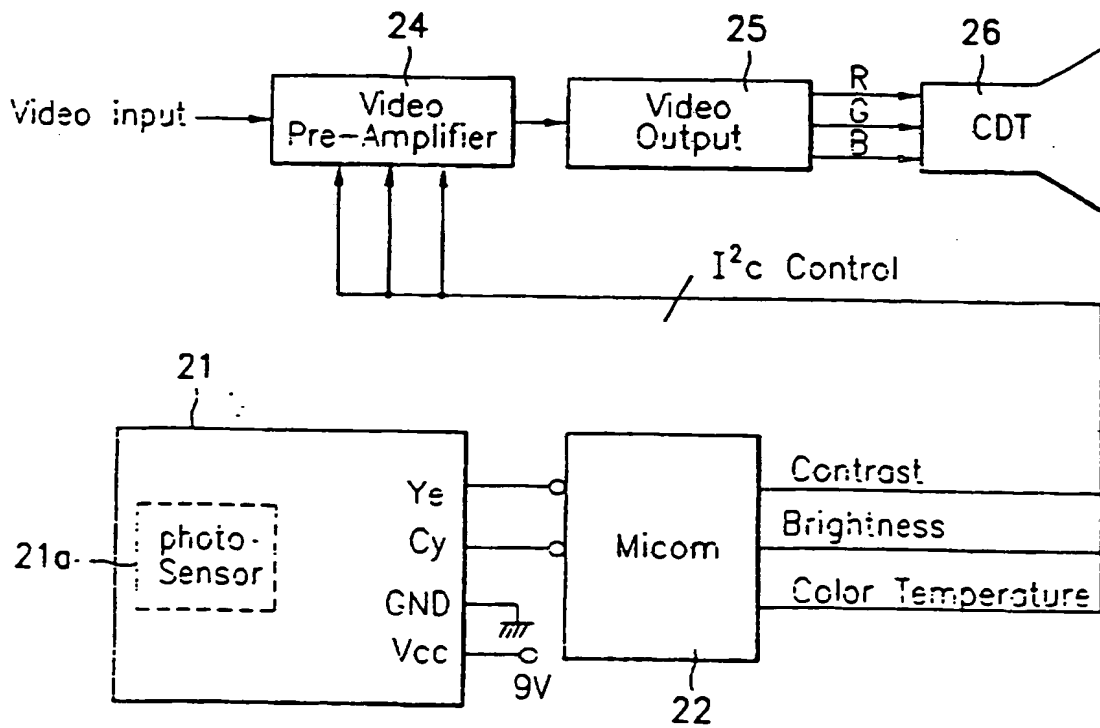 24
25
26
Video input
Video
Pre-Amplifier
Video
Output
R
G
B
CDT
I²c Control
21
21a
photo-
Sensor
Ye
Cy
GND
Vcc
9V
Micom
22
Contrast
Brightness
Color Temperature